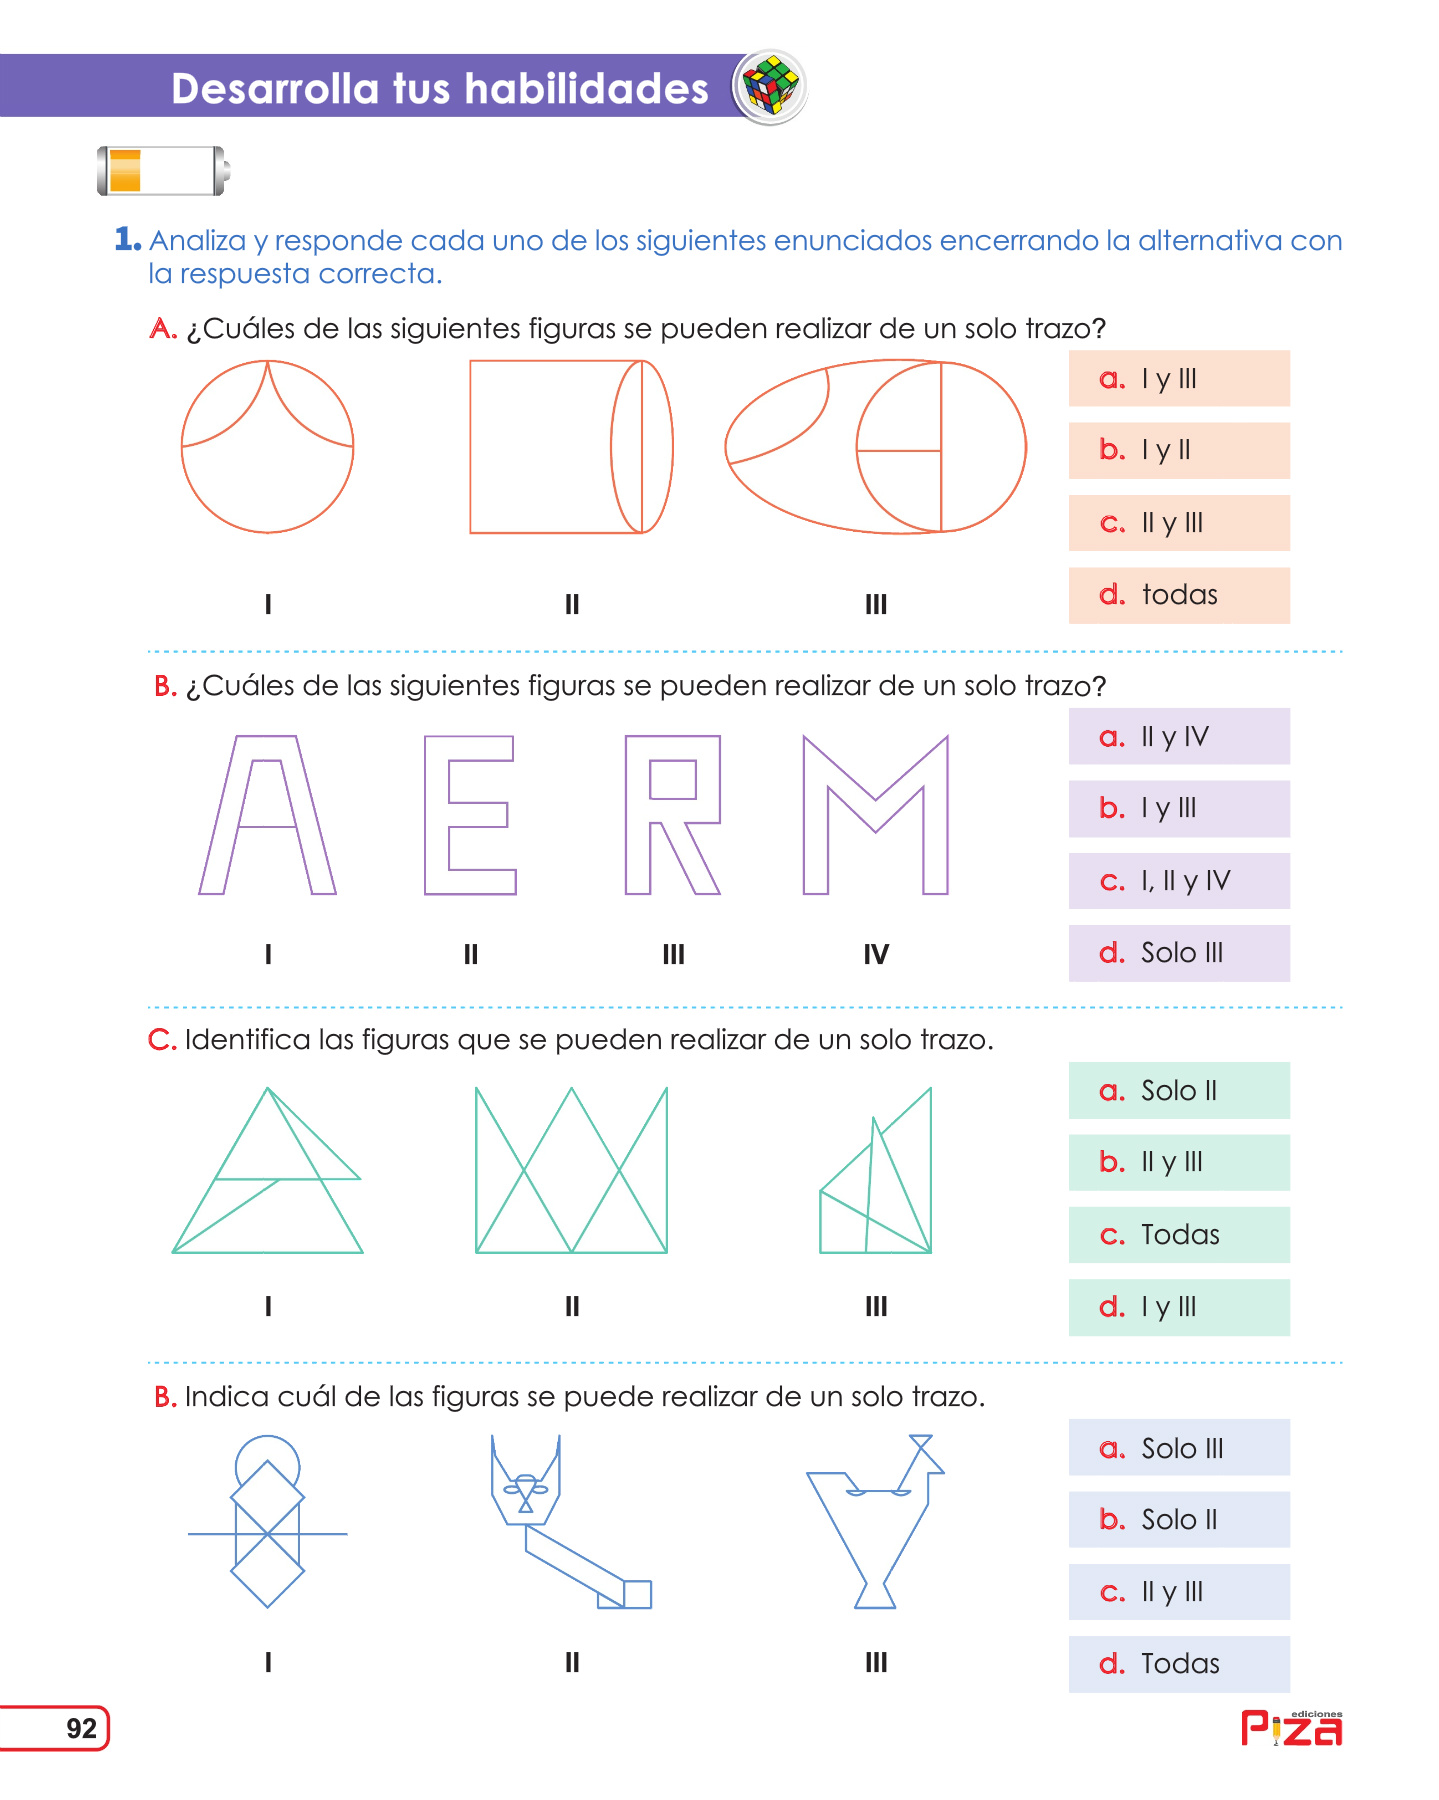 Desarrolla tus habilidades
1. Analiza y responde cada uno de los siguientes enunciados encerrando la alternativa con
la respuesta correcta.
A. ¿Cuáles de las siguientes figuras se pueden realizar de un solo trazo?
a. I y III
b. I y II
c. II y III
d. todas
I II III
B. ¿Cuáles de las siguientes figuras se pueden realizar de un solo trazo?
a. II y IV
b. I y III
c. I, II y IV
d. Solo III
I II III IV
C. Identifica las figuras que se pueden realizar de un solo trazo.
a. Solo II
b. II y III
c. Todas
d. I y III
I II III
B. Indica cuál de las figuras se puede realizar de un solo trazo.
a. Solo III
b. Solo II
c. II y III
d. Todas
I II III
92
ediciones
Piza